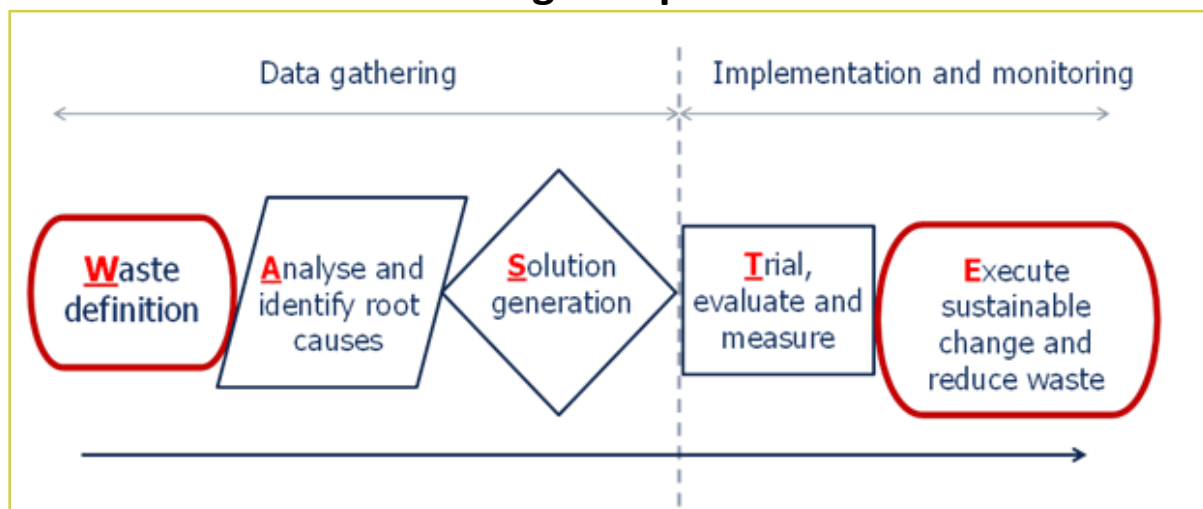 Data gathering
Implementation and monitoring
Waste
definition
Analyse and
identify root
causes
Solution
generation
Trial,
evaluate and
measure
Execute
sustainable
change and
reduce waste